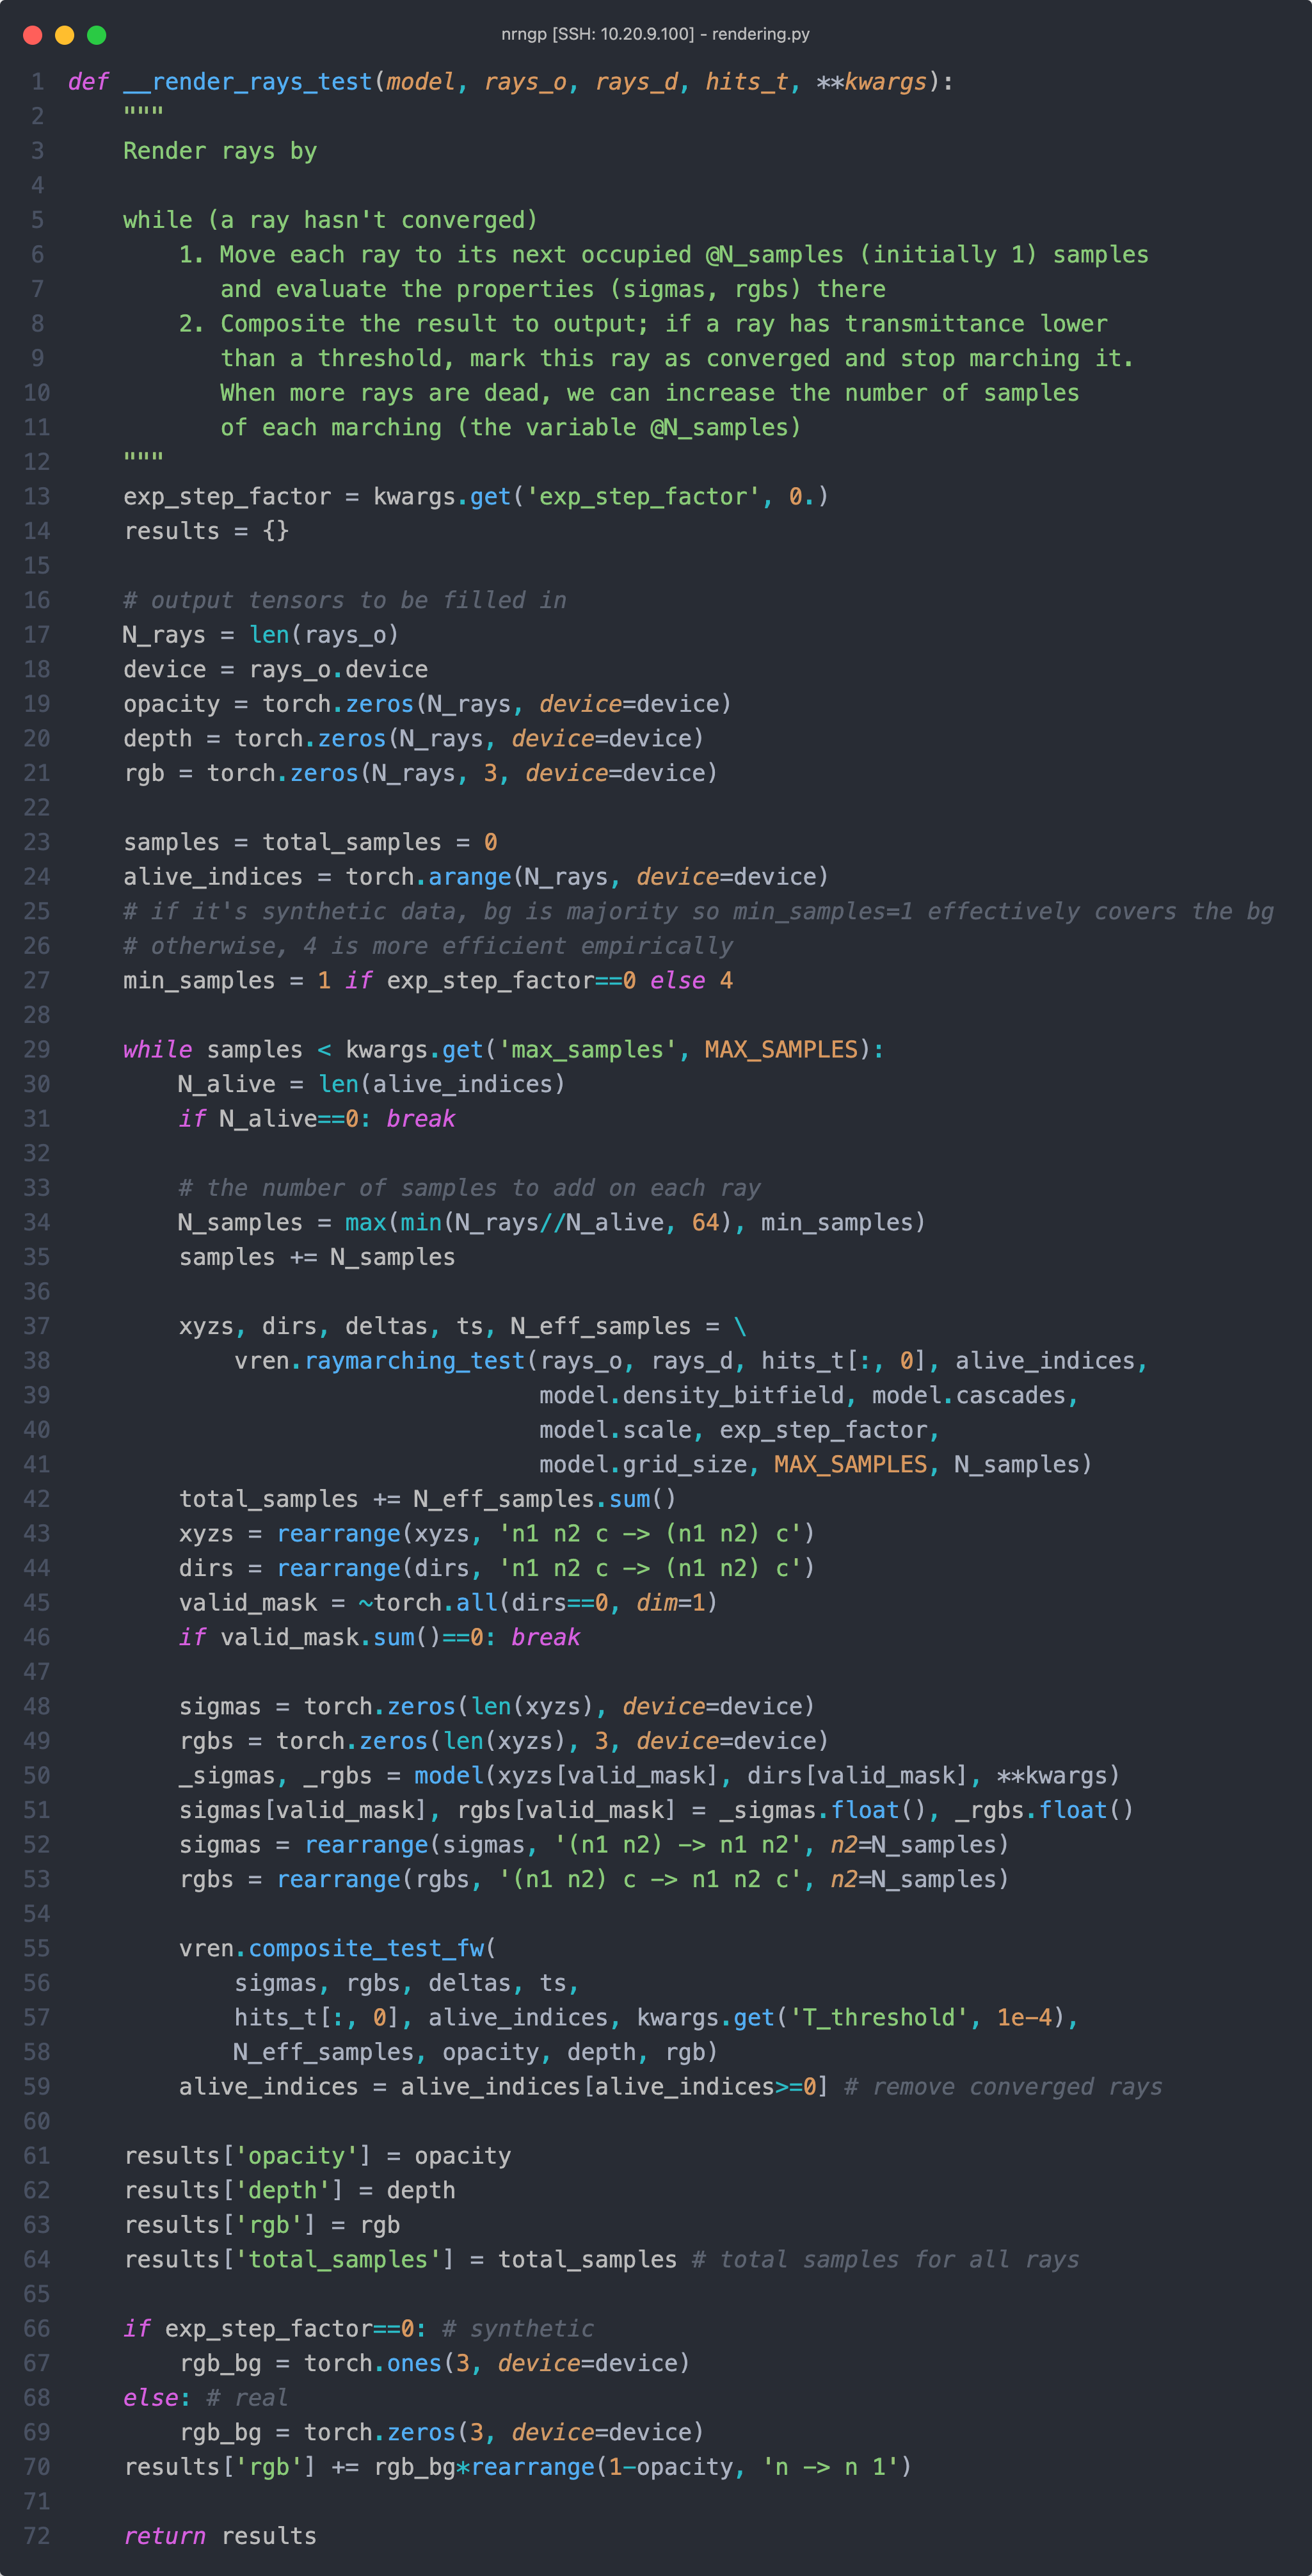 nrngp [SSH: 10.20.9.100] - rendering.py
1 def __render_rays_test(model, rays_o, rays_d, hits_t, **kwargs):
2     """
3     Render rays by
4
5     while (a ray hasn't converged)
6         1. Move each ray to its next occupied @N_samples (initially 1) samples
7            and evaluate the properties (sigmas, rgbs) there
8         2. Composite the result to output; if a ray has transmittance lower
9            than a threshold, mark this ray as converged and stop marching it.
10            When more rays are dead, we can increase the number of samples
11            of each marching (the variable @N_samples)
12     """
13     exp_step_factor = kwargs.get('exp_step_factor', 0.)
14     results = {}
15
16     # output tensors to be filled in
17     N_rays = len(rays_o)
18     device = rays_o.device
19     opacity = torch.zeros(N_rays, device=device)
20     depth = torch.zeros(N_rays, device=device)
21     rgb = torch.zeros(N_rays, 3, device=device)
22
23     samples = total_samples = 0
24     alive_indices = torch.arange(N_rays, device=device)
25     # if it's synthetic data, bg is majority so min_samples=1 effectively covers the bg
26     # otherwise, 4 is more efficient empirically
27     min_samples = 1 if exp_step_factor==0 else 4
28
29     while samples < kwargs.get('max_samples', MAX_SAMPLES):
30         N_alive = len(alive_indices)
31         if N_alive==0: break
32
33         # the number of samples to add on each ray
34         N_samples = max(min(N_rays//N_alive, 64), min_samples)
35         samples += N_samples
36
37         xyzs, dirs, deltas, ts, N_eff_samples = \
38             vren.raymarching_test(rays_o, rays_d, hits_t[:, 0], alive_indices,
39                                   model.density_bitfield, model.cascades,
40                                   model.scale, exp_step_factor,
41                                   model.grid_size, MAX_SAMPLES, N_samples)
42         total_samples += N_eff_samples.sum()
43         xyzs = rearrange(xyzs, 'n1 n2 c -> (n1 n2) c')
44         dirs = rearrange(dirs, 'n1 n2 c -> (n1 n2) c')
45         valid_mask = ~torch.all(dirs==0, dim=1)
46         if valid_mask.sum()==0: break
47
48         sigmas = torch.zeros(len(xyzs), device=device)
49         rgbs = torch.zeros(len(xyzs), 3, device=device)
50         _sigmas, _rgbs = model(xyzs[valid_mask], dirs[valid_mask], **kwargs)
51         sigmas[valid_mask], rgbs[valid_mask] = _sigmas.float(), _rgbs.float()
52         sigmas = rearrange(sigmas, '(n1 n2) -> n1 n2', n2=N_samples)
53         rgbs = rearrange(rgbs, '(n1 n2) c -> n1 n2 c', n2=N_samples)
54
55         vren.composite_test_fw(
56             sigmas, rgbs, deltas, ts,
57             hits_t[:, 0], alive_indices, kwargs.get('T_threshold', 1e-4),
58             N_eff_samples, opacity, depth, rgb)
59         alive_indices = alive_indices[alive_indices>=0] # remove converged rays
60
61     results['opacity'] = opacity
62     results['depth'] = depth
63     results['rgb'] = rgb
64     results['total_samples'] = total_samples # total samples for all rays
65
66     if exp_step_factor==0: # synthetic
67         rgb_bg = torch.ones(3, device=device)
68     else: # real
69         rgb_bg = torch.zeros(3, device=device)
70     results['rgb'] += rgb_bg*rearrange(1-opacity, 'n -> n 1')
71
72     return results